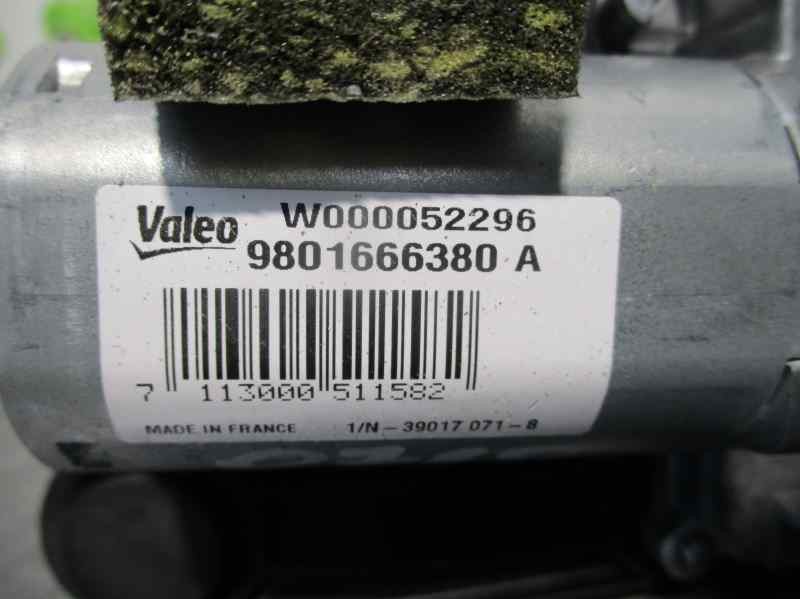 Valeo W000052296
9801666380 A
7 113000 511582
MADE IN FRANCE 1/N-39017 071-8